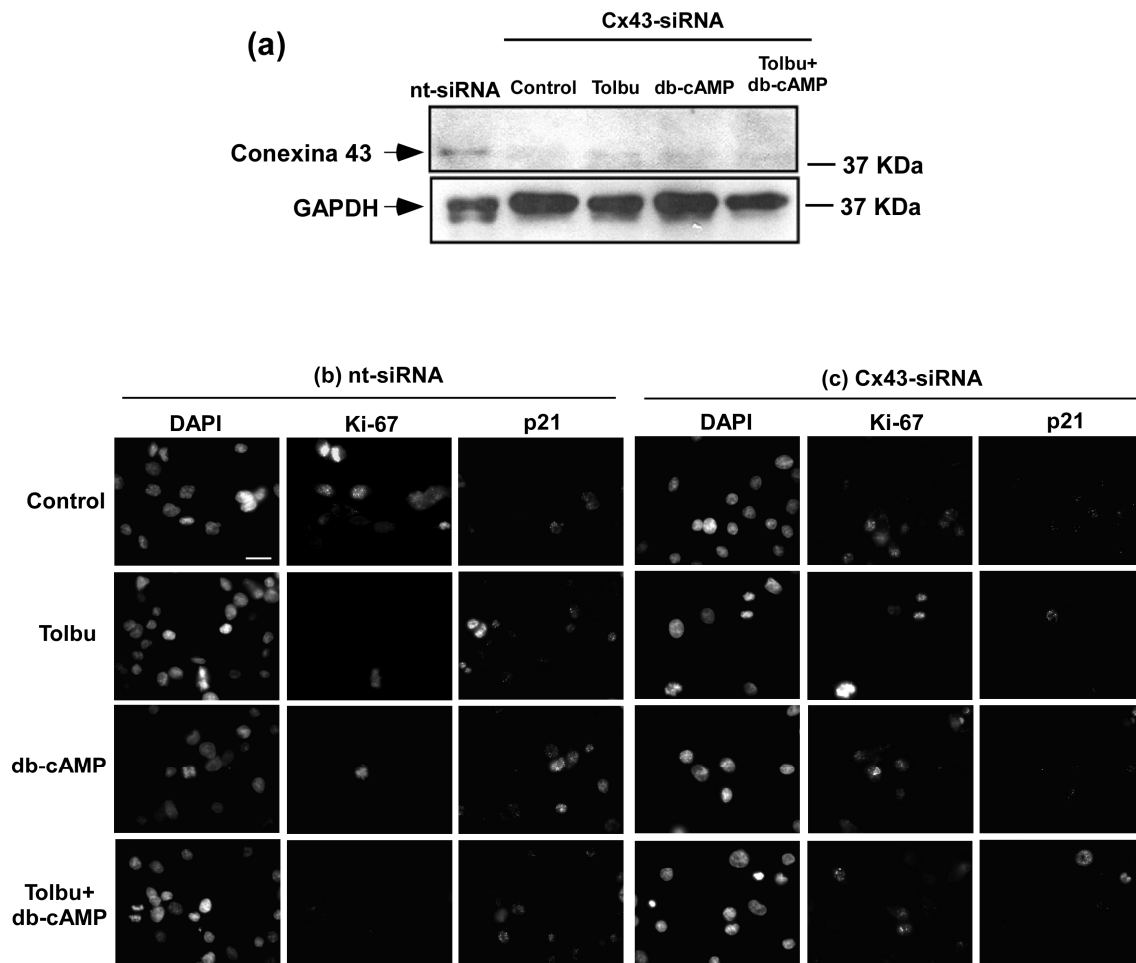 (a)
Cx43-siRNA
nt-siRNA Control Tolbu db-cAMP Tolbu+
db-cAMP
Conexina 43
37 KDa
GAPDH
37 KDa
(b) nt-siRNA
(c) Cx43-siRNA
DAPI Ki-67 p21 DAPI Ki-67 p21
Control
Tolbu
db-cAMP
Tolbu+
db-cAMP